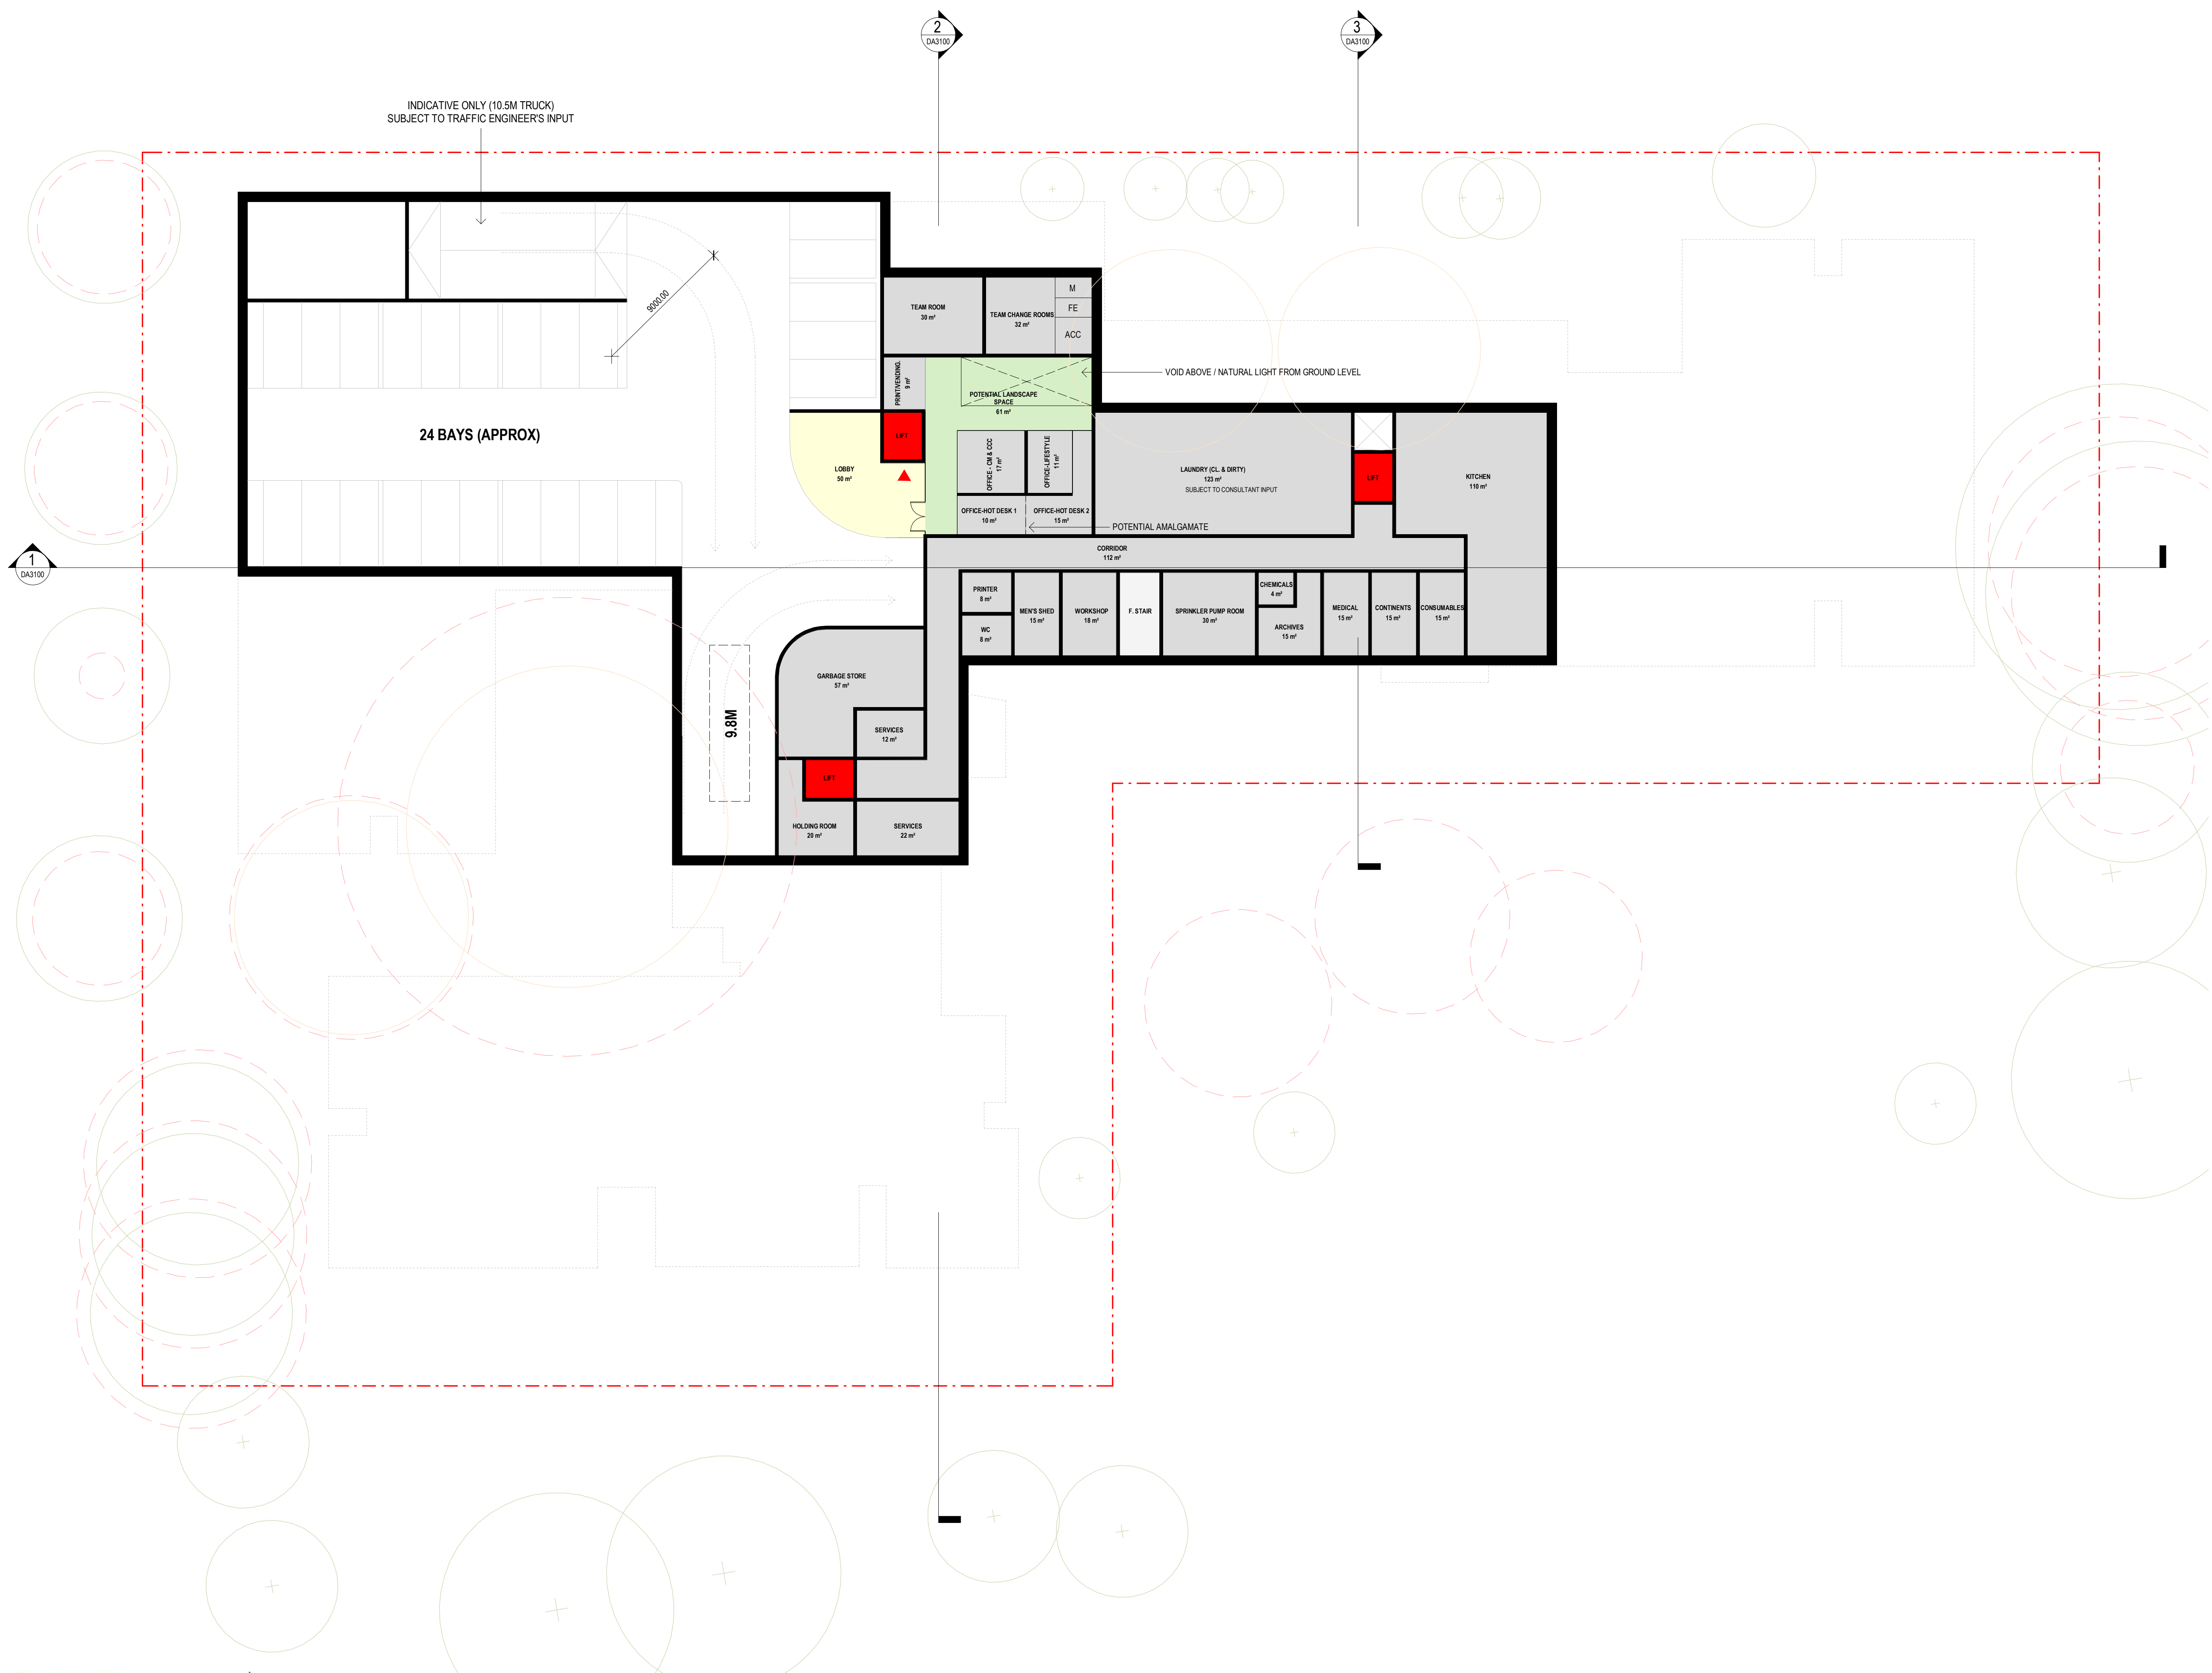 2
DA3100
3
DA3100
INDICATIVE ONLY (10.5M TRUCK)
SUBJECT TO TRAFFIC ENGINEER'S INPUT
9000.00
TEAM ROOM
30 m²
TEAM CHANGE ROOMS
32 m²
M
FE
ACC
PRINT/VENDING.
9 m²
VOID ABOVE / NATURAL LIGHT FROM GROUND LEVEL
POTENTIAL LANDSCAPE
SPACE
61 m²
24 BAYS (APPROX)
LIFT
LOBBY
50 m²
OFFICE - CM & CCC
17 m²
OFFICE-LIFESTYLE
11 m²
LAUNDRY (CL. & DIRTY)
123 m²
SUBJECT TO CONSULTANT INPUT
LIFT
KITCHEN
110 m²
OFFICE-HOT DESK 1
10 m²
OFFICE-HOT DESK 2
15 m²
POTENTIAL AMALGAMATE
CORRIDOR
112 m²
1
DA3100
PRINTER
8 m²
WC
8 m²
MEN'S SHED
15 m²
WORKSHOP
18 m²
F. STAIR
SPRINKLER PUMP ROOM
30 m²
CHEMICALS
4 m²
ARCHIVES
15 m²
MEDICAL
15 m²
CONTINENTS
15 m²
CONSUMABLES
15 m²
GARBAGE STORE
57 m²
9.8M
SERVICES
12 m²
LIFT
HOLDING ROOM
20 m²
SERVICES
22 m²